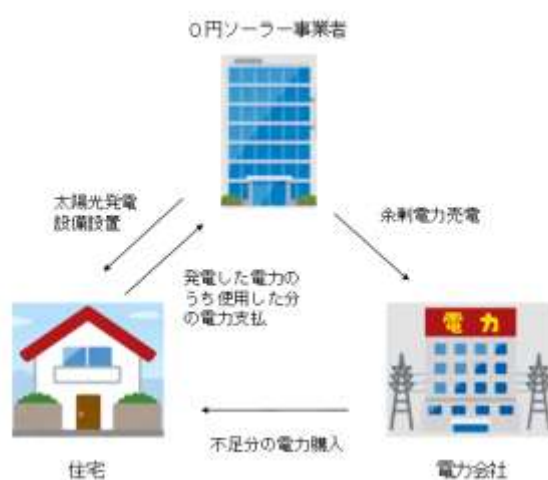 0円ソーラー事業者
太陽光発電
設備設置
余剰電力売電
発電した電力の
うち使用した分
の電力支払
電力
不足分の電力購入
住宅
電力会社